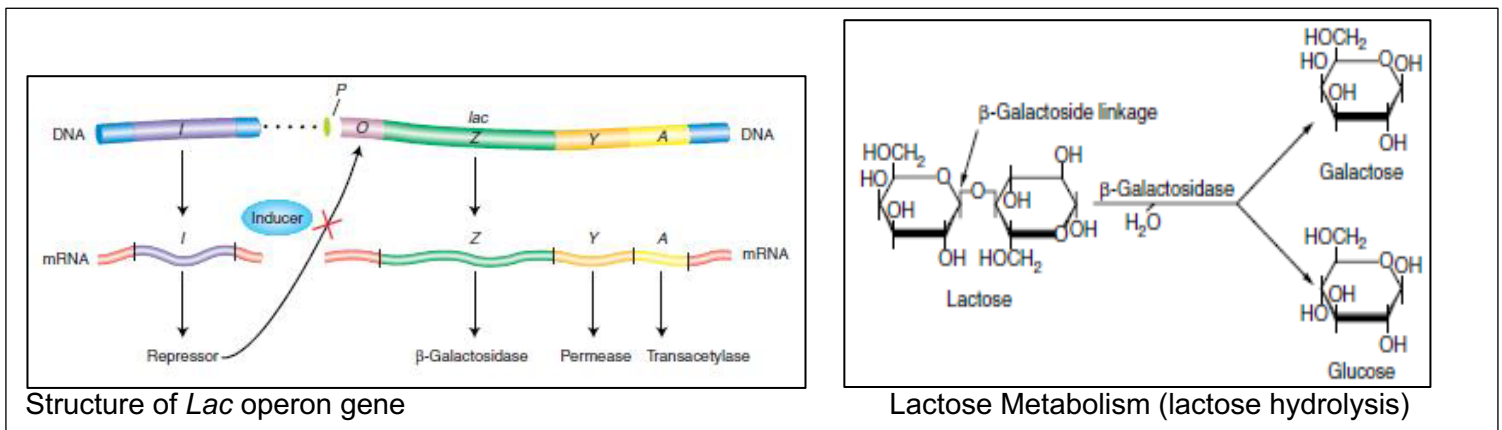 P
lac
DNA
I
O
Z
Y
A
DNA
Inducer
I
Z
Y
A
mRNA
mRNA
Repressor
β-Galactosidase
Permease
Transacetylase
Structure of Lac operon gene
β-Galactoside linkage
HOCH2
O
HO
OH
OH
O
OH
OH
O
OH
HOCH2
Lactose
β-Galactosidase
H2O
HOCH2
HO
O
OH
OH
OH
Galactose
HOCH2
O
OH
OH
HO
OH
Glucose
Lactose Metabolism (lactose hydrolysis)